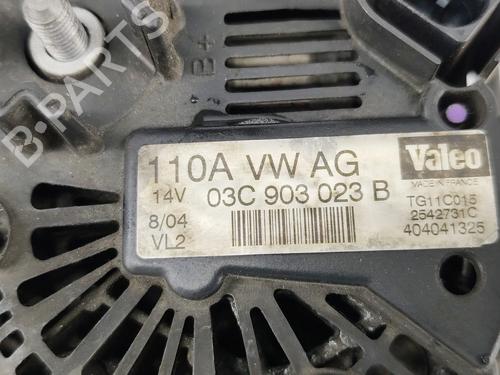 B-PARTS
B+
110A VW AG
14V 03C 903 023 B
8/04
VL2
Valeo
MADE IN FRANCE
TG11C015
2542731C
404041325